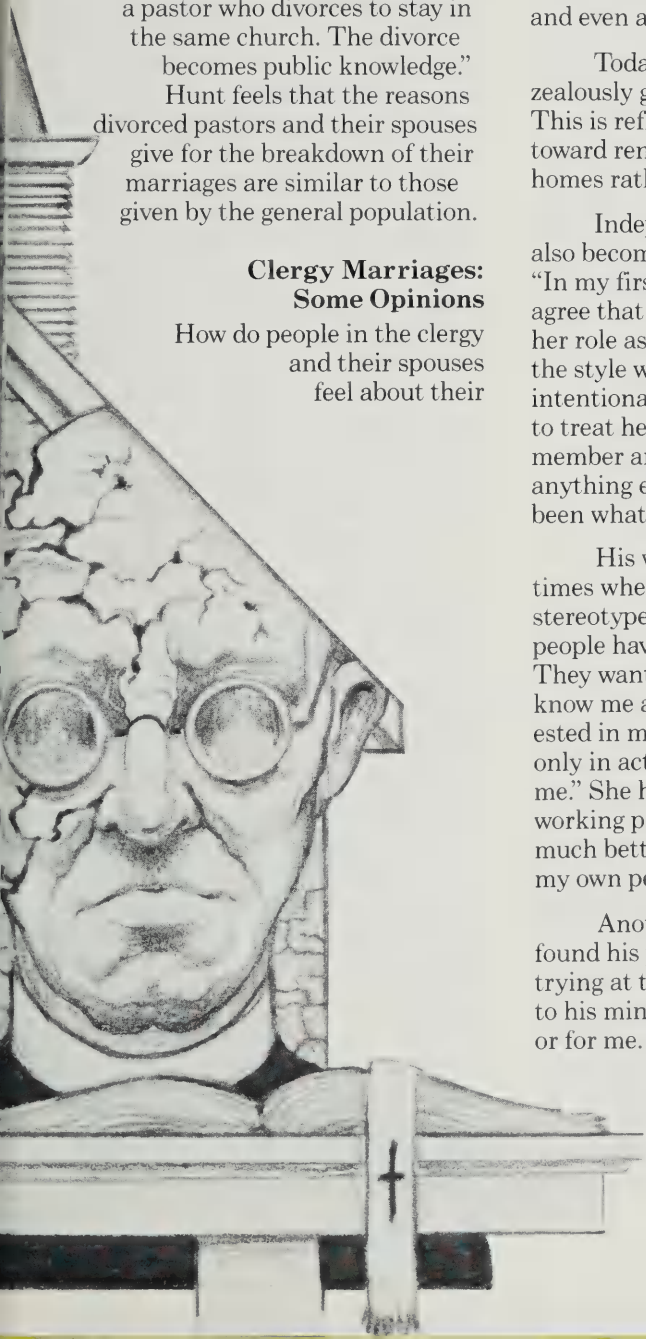 a pastor who divorces to stay in
the same church. The divorce
becomes public knowledge."
Hunt feels that the reasons
divorced pastors and their spouses
give for the breakdown of their
marriages are similar to those
given by the general population.
Clergy Marriages:
Some Opinions
How do people in the clergy
and their spouses
feel about their
and even a
Toda
zealously g
This is ref
toward ren
homes rath
Inde
also becom
"In my firs
agree that
her role as
the style w
intentiona
to treat he
member a
anything e
been what
His w
times whe
stereotype
people hav
They want
know me a
ested in m
only in act
me." She h
working p
much bett
my own pe
Ano
found his
trying at t
to his min
or for me.